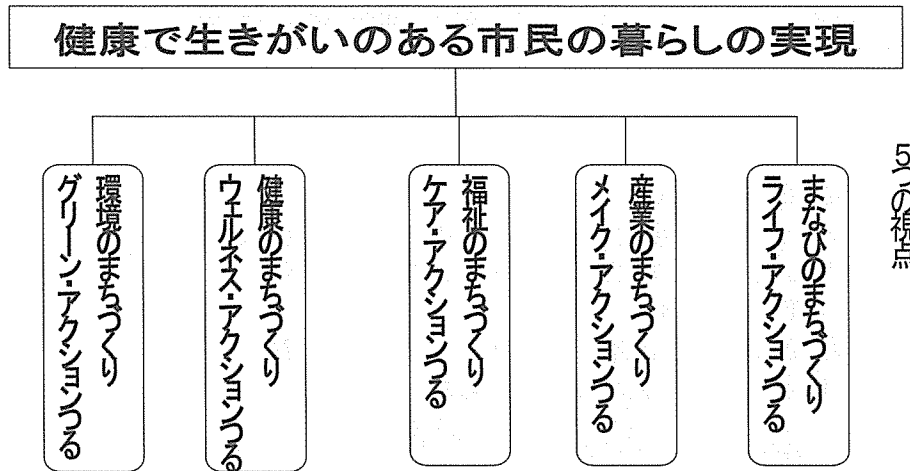 健康で生きがいのある市民の暮らしの実現
5つの視点
まなびのまちづくり
ライフ・アクションつる
産業のまちづくり
メイク・アクションつる
福祉のまちづくり
ケア・アクションつる
健康のまちづくり
ウェルネス・アクションつる
環境のまちづくり
グリーン・アクションつる